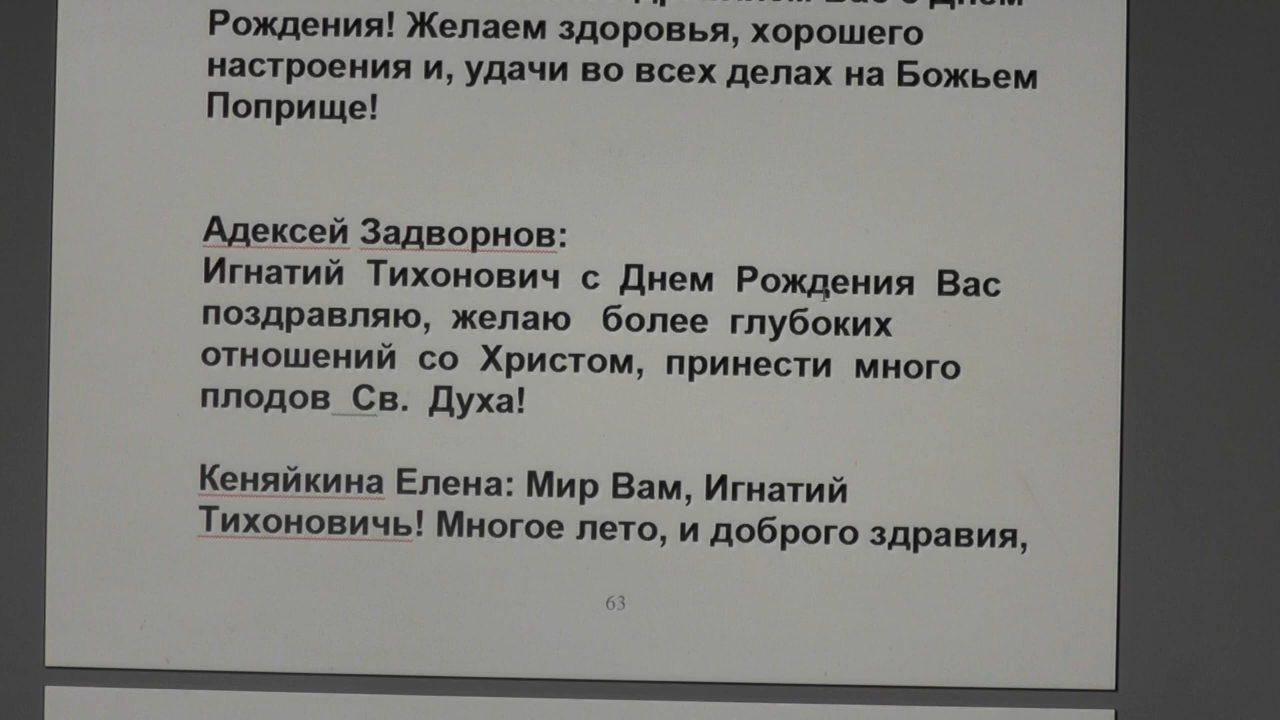 Рождения! Желаем здоровья, хорошего
настроения и, удачи во всех делах на Божьем
Поприще!
Адексей Задворнов:
Игнатий Тихонович с Днем Рождения Вас
поздравляю, желаю более глубоких
отношений со Христом, принести много
плодов Св. Духа!
Кеняйкина Елена: Мир Вам, Игнатий
Тихоновичь! Многое лето, и доброго здравия,
63